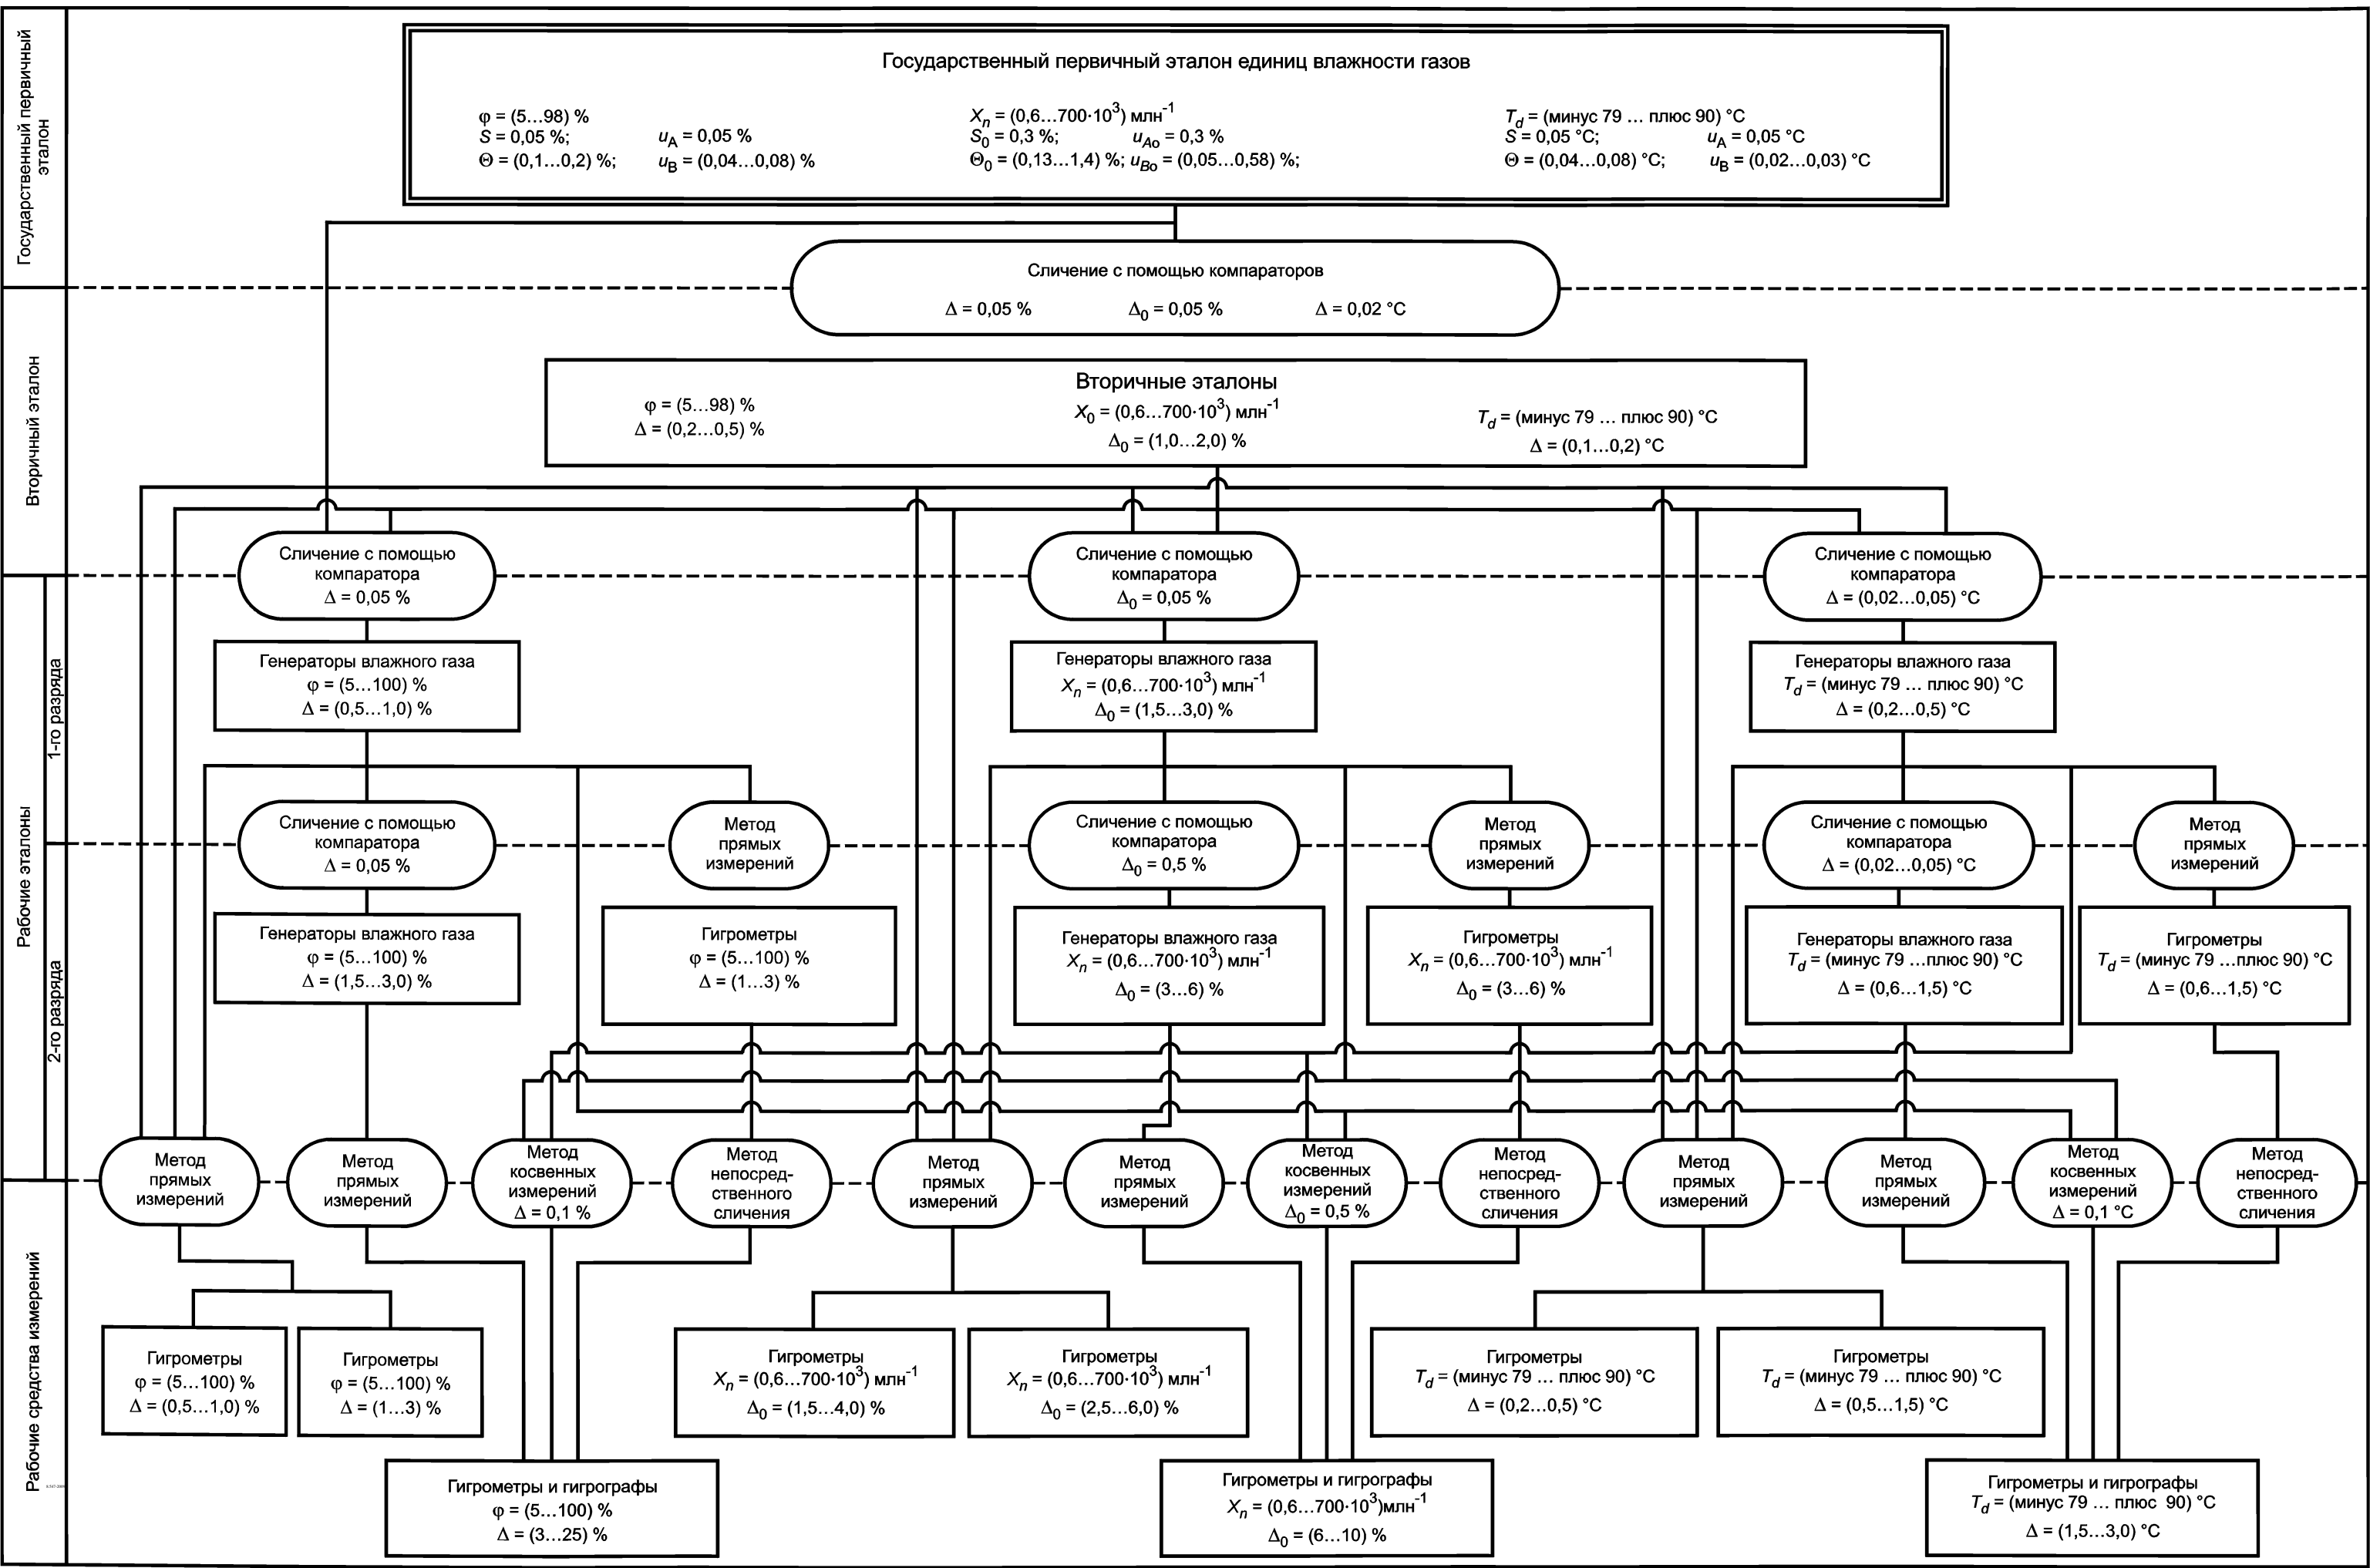 Государственный первичный
эталон
Государственный первичный эталон единиц влажности газов
φ = (5...98) %
S = 0,05 %; u_A = 0,05 %
Θ = (0,1...0,2) %; u_B = (0,04...0,08) %
X_n = (0,6...700·10³) млн⁻¹
S₀ = 0,3 %; u_Ao = 0,3 %
Θ₀ = (0,13...1,4) %; u_Bo = (0,05...0,58) %;
T_d = (минус 79 ... плюс 90) °C
S = 0,05 °C; u_A = 0,05 °C
Θ = (0,04...0,08) °C; u_B = (0,02...0,03) °C
Сличение с помощью компараторов
Δ = 0,05 % Δ₀ = 0,05 % Δ = 0,02 °C
Вторичный эталон
Вторичные эталоны
φ = (5...98) %
Δ = (0,2...0,5) %
X₀ = (0,6...700·10³) млн⁻¹
Δ₀ = (1,0...2,0) %
T_d = (минус 79 ... плюс 90) °C
Δ = (0,1...0,2) °C
Сличение с помощью
компаратора
Δ = 0,05 %
Сличение с помощью
компаратора
Δ₀ = 0,05 %
Сличение с помощью
компаратора
Δ = (0,02...0,05) °C
Рабочие эталоны
1-го разряда
Генераторы влажного газа
φ = (5...100) %
Δ = (0,5...1,0) %
Генераторы влажного газа
X_n = (0,6...700·10³) млн⁻¹
Δ₀ = (1,5...3,0) %
Генераторы влажного газа
T_d = (минус 79 ... плюс 90) °C
Δ = (0,2...0,5) °C
Сличение с помощью
компаратора
Δ = 0,05 %
Метод
прямых
измерений
Сличение с помощью
компаратора
Δ₀ = 0,5 %
Метод
прямых
измерений
Сличение с помощью
компаратора
Δ = (0,02...0,05) °C
Метод
прямых
измерений
2-го разряда
Генераторы влажного газа
φ = (5...100) %
Δ = (1,5...3,0) %
Гигрометры
φ = (5...100) %
Δ = (1...3) %
Генераторы влажного газа
X_n = (0,6...700·10³) млн⁻¹
Δ₀ = (3...6) %
Гигрометры
X_n = (0,6...700·10³) млн⁻¹
Δ₀ = (3...6) %
Генераторы влажного газа
T_d = (минус 79 ...плюс 90) °C
Δ = (0,6...1,5) °C
Гигрометры
T_d = (минус 79 ...плюс 90) °C
Δ = (0,6...1,5) °C
Метод
прямых
измерений
Метод
прямых
измерений
Метод
косвенных
измерений
Δ = 0,1 %
Метод
непосред-
ственного
сличения
Метод
прямых
измерений
Метод
прямых
измерений
Метод
косвенных
измерений
Δ₀ = 0,5 %
Метод
непосред-
ственного
сличения
Метод
прямых
измерений
Метод
прямых
измерений
Метод
косвенных
измерений
Δ = 0,1 °C
Метод
непосред-
ственного
сличения
Рабочие средства измерений
Гигрометры
φ = (5...100) %
Δ = (0,5...1,0) %
Гигрометры
φ = (5...100) %
Δ = (1...3) %
Гигрометры
X_n = (0,6...700·10³) млн⁻¹
Δ₀ = (1,5...4,0) %
Гигрометры
X_n = (0,6...700·10³) млн⁻¹
Δ₀ = (2,5...6,0) %
Гигрометры
T_d = (минус 79 ... плюс 90) °C
Δ = (0,2...0,5) °C
Гигрометры
T_d = (минус 79 ... плюс 90) °C
Δ = (0,5...1,5) °C
Гигрометры и гигрографы
φ = (5...100) %
Δ = (3...25) %
Гигрометры и гигрографы
X_n = (0,6...700·10³)млн⁻¹
Δ₀ = (6...10) %
Гигрометры и гигрографы
T_d = (минус 79 ... плюс 90) °C
Δ = (1,5...3,0) °C